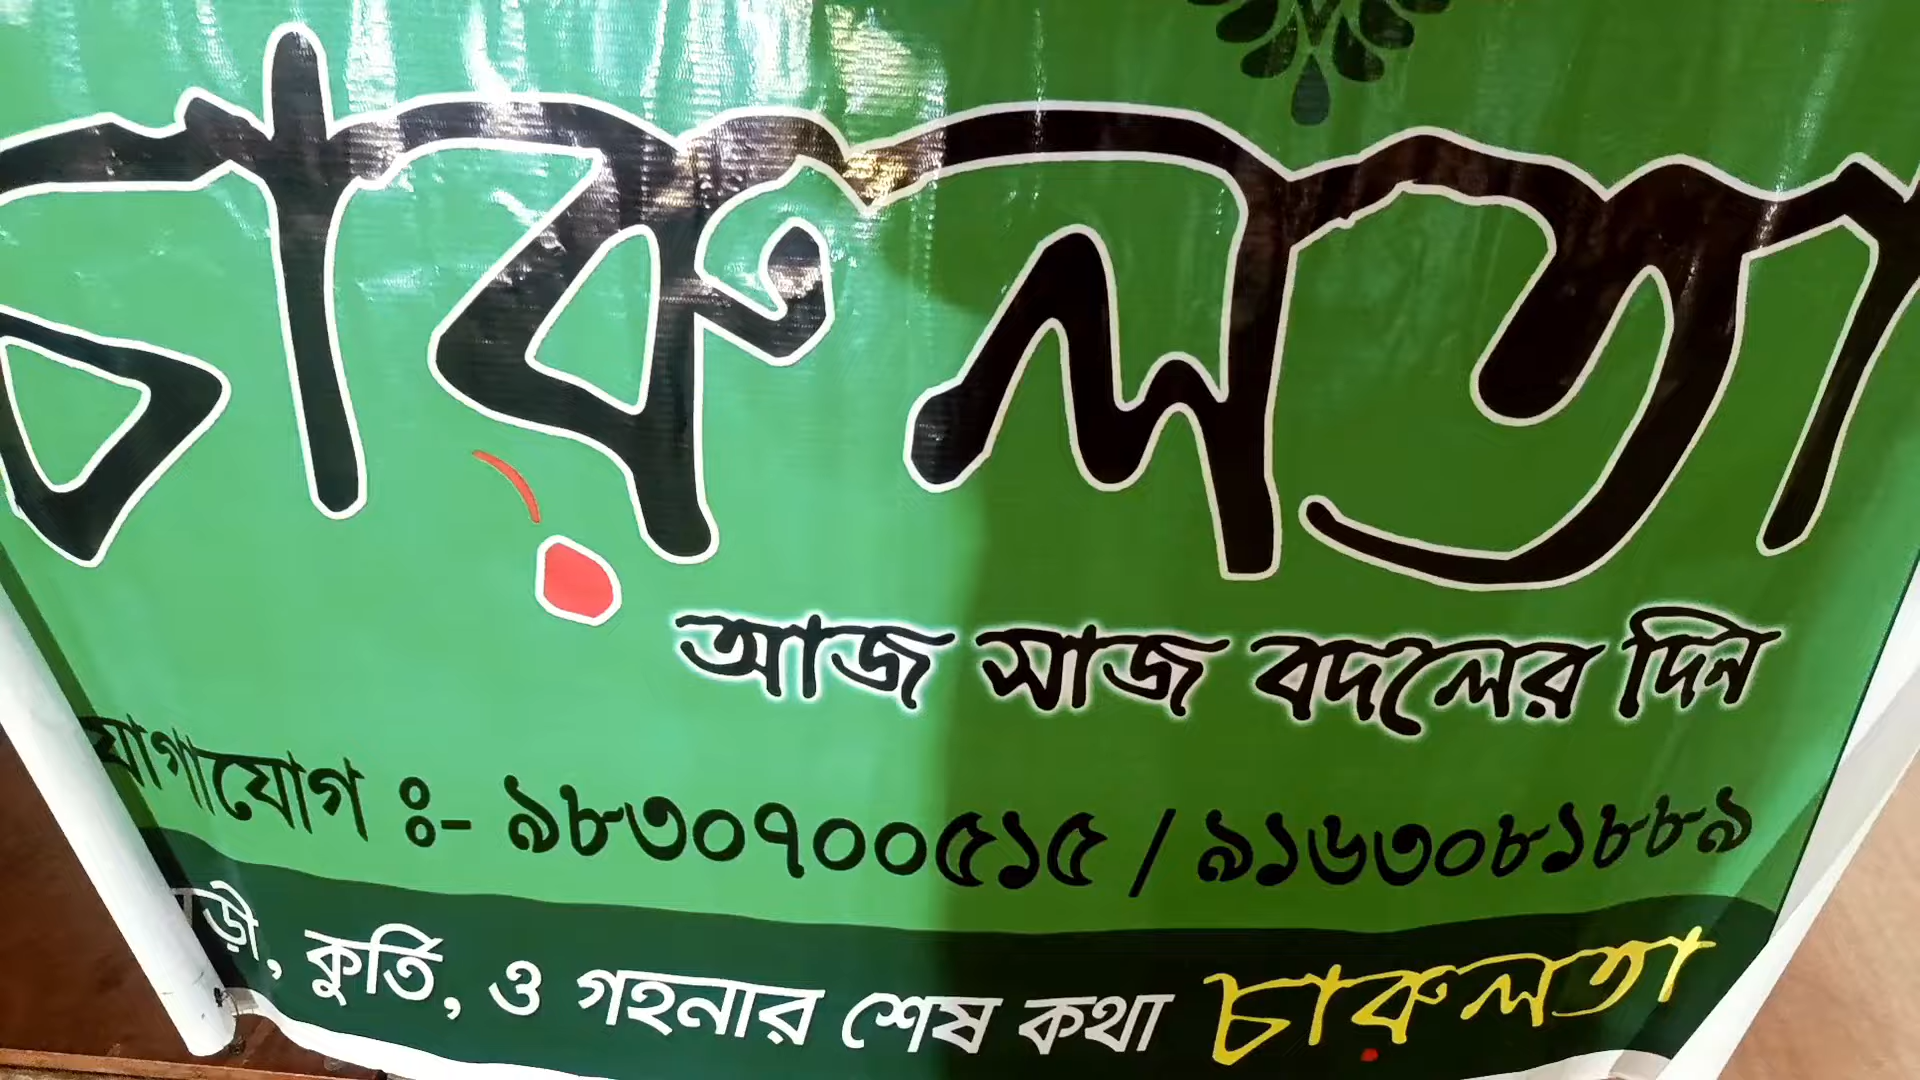 চারুলতা
আজ সাজ বদলের দিন
যোগাযোগ ঃ- ৯৮৩০৭০০৫১৫ / ৯১৬৩০৮১৮৮৯
কুর্তি, ও গহনার শেষ কথা চারুলতা